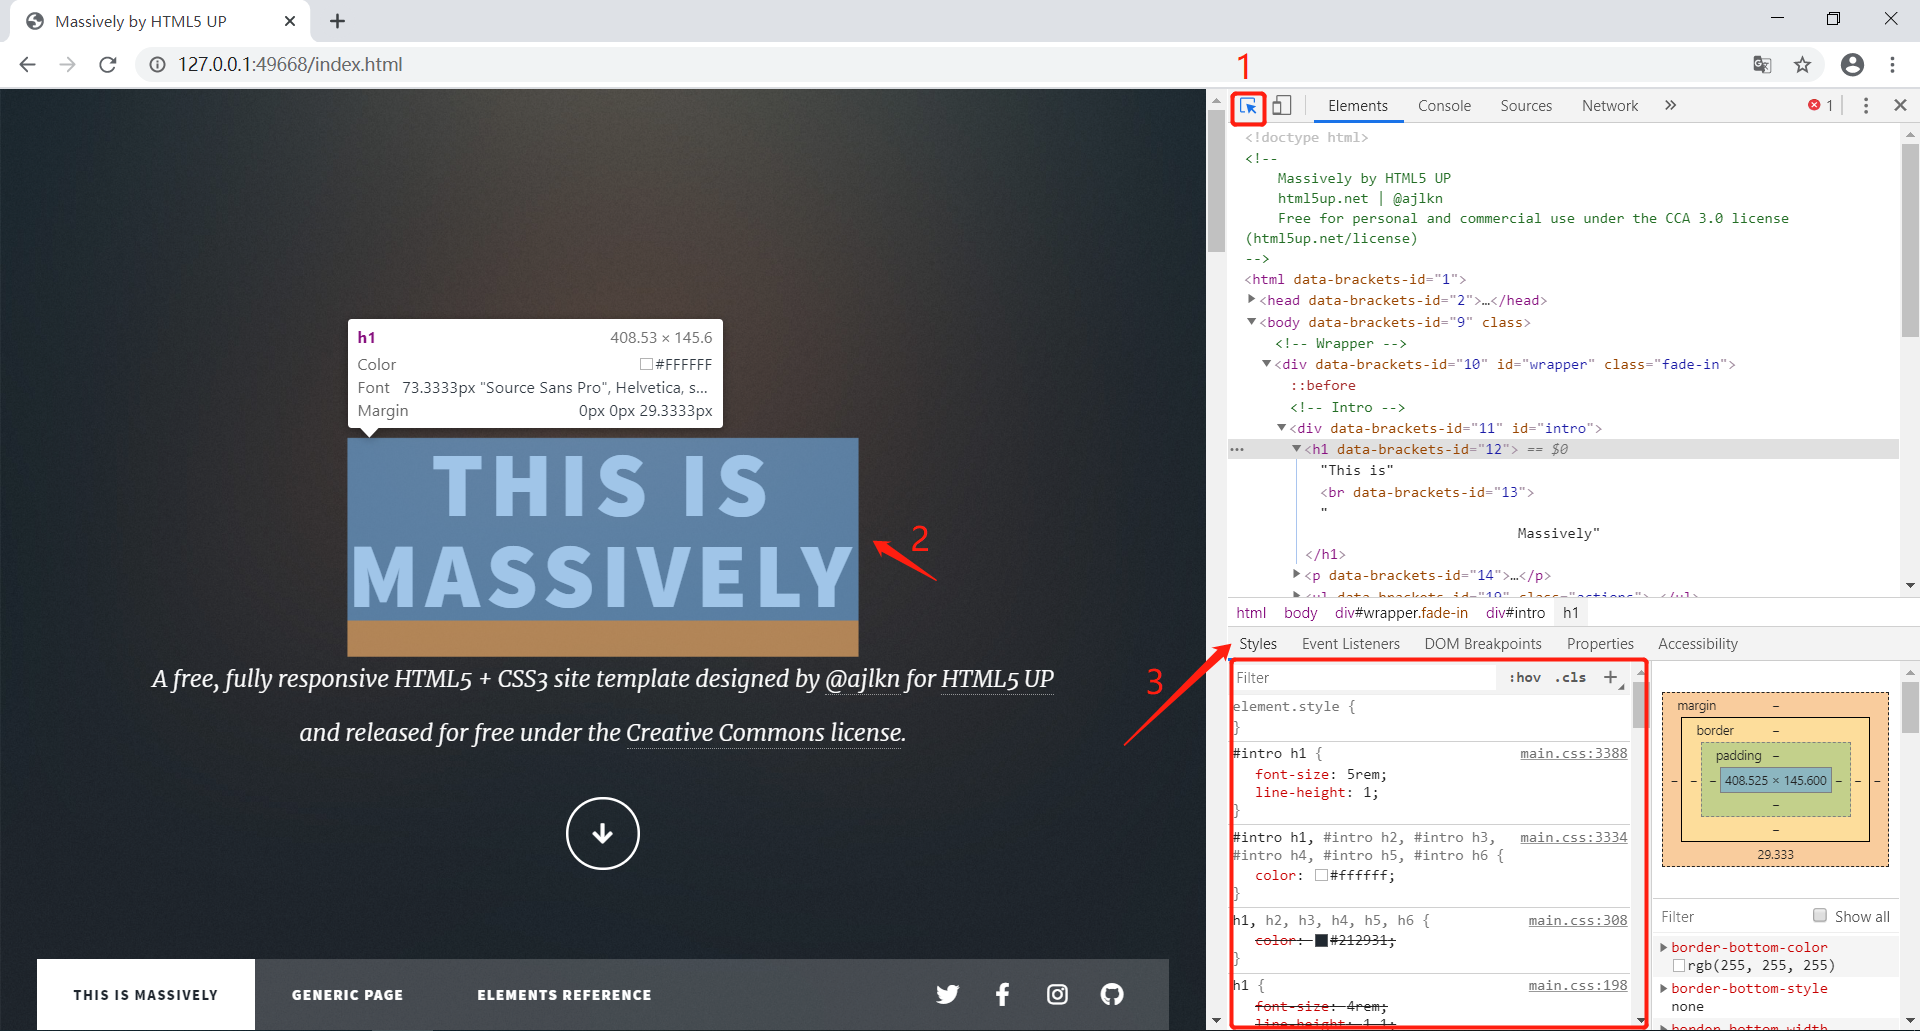 Massively by HTML5 UP
127.0.0.1:49668/index.html
1
Elements Console Sources Network » 1
<!doctype html>
<!--
Massively by HTML5 UP
html5up.net | @ajlkn
Free for personal and commercial use under the CCA 3.0 license
(html5up.net/license)
-->
<html data-brackets-id="1">
<head data-brackets-id="2">…</head>
<body data-brackets-id="9" class>
<!-- Wrapper -->
<div data-brackets-id="10" id="wrapper" class="fade-in">
::before
<!-- Intro -->
<div data-brackets-id="11" id="intro">
<h1 data-brackets-id="12"> == $0
"This is"
<br data-brackets-id="13">
"
Massively"
</h1>
<p data-brackets-id="14">…</p>
<ul data-brackets-id="19" class="actions">…</ul>
html body div#wrapper.fade-in div#intro h1
Styles Event Listeners DOM Breakpoints Properties Accessibility
h1 408.53 × 145.6
Color #FFFFFF
Font 73.3333px "Source Sans Pro", Helvetica, s...
Margin 0px 0px 29.3333px
THIS IS
MASSIVELY
2
A free, fully responsive HTML5 + CSS3 site template designed by @ajlkn for HTML5 UP
and released for free under the Creative Commons license.
3
THIS IS MASSIVELY GENERIC PAGE ELEMENTS REFERENCE
Filter :hov .cls +
element.style {
}
#intro h1 { main.css:3388
font-size: 5rem;
line-height: 1;
}
#intro h1, #intro h2, #intro h3, main.css:3334
#intro h4, #intro h5, #intro h6 {
color: #ffffff;
}
h1, h2, h3, h4, h5, h6 { main.css:308
color: #212931;
}
h1 { main.css:198
font-size: 4rem;
line-height: 1.1;
margin –
border –
padding –
– – – 408.525 × 145.600 – – –
–
–
29.333
Filter Show all
border-bottom-color
rgb(255, 255, 255)
border-bottom-style
none
border-bottom-width